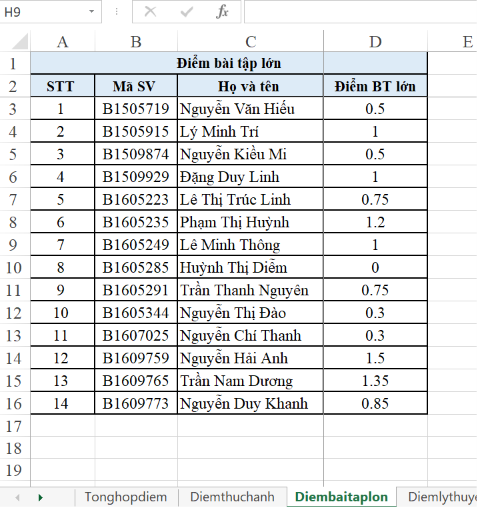 H9 fx
A B C D E
1 Điểm bài tập lớn
2 STT Mã SV Họ và tên Điểm BT lớn
3 1 B1505719 Nguyễn Văn Hiếu 0.5
4 2 B1505915 Lý Minh Trí 1
5 3 B1509874 Nguyễn Kiều Mi 0.5
6 4 B1509929 Đặng Duy Linh 1
7 5 B1605223 Lê Thị Trúc Linh 0.75
8 6 B1605235 Phạm Thị Huỳnh 1.2
9 7 B1605249 Lê Minh Thông 1
10 8 B1605285 Huỳnh Thị Diễm 0
11 9 B1605291 Trần Thanh Nguyên 0.75
12 10 B1605344 Nguyễn Thị Đào 0.3
13 11 B1607025 Nguyễn Chí Thanh 0.3
14 12 B1609759 Nguyễn Hải Anh 1.5
15 13 B1609765 Trần Nam Dương 1.35
16 14 B1609773 Nguyễn Duy Khanh 0.85
17
18
19
Tonghopdiem Diemthuchanh Diembaitaplon Diemlythuye